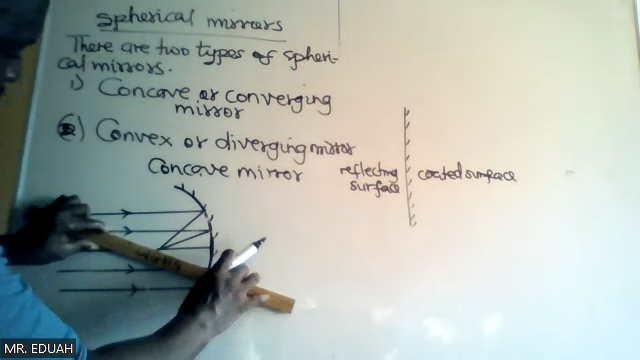 Spherical mirrors
There are two types of spheri-
cal mirrors.
i) Concave or converging
mirror
) Convex or diverging mirror
Concave mirror
reflecting
surface
coated surface
MR. EDUAH